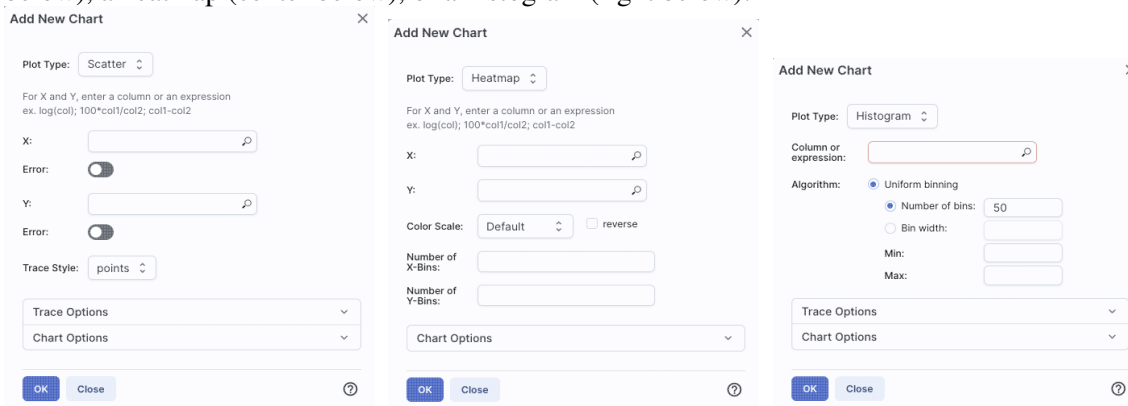 Add New Chart
Plot Type: Scatter
For X and Y, enter a column or an expression
ex. log(col); 100*col1/col2; col1-col2
X:
Error:
Y:
Error:
Trace Style: points
Trace Options
Chart Options
OK Close
Add New Chart
Plot Type: Heatmap
For X and Y, enter a column or an expression
ex. log(col); 100*col1/col2; col1-col2
X:
Y:
Color Scale: Default reverse
Number of
X-Bins:
Number of
Y-Bins:
Chart Options
OK Close
Add New Chart
Plot Type: Histogram
Column or
expression:
Algorithm: Uniform binning
Number of bins: 50
Bin width:
Min:
Max:
Trace Options
Chart Options
OK Close